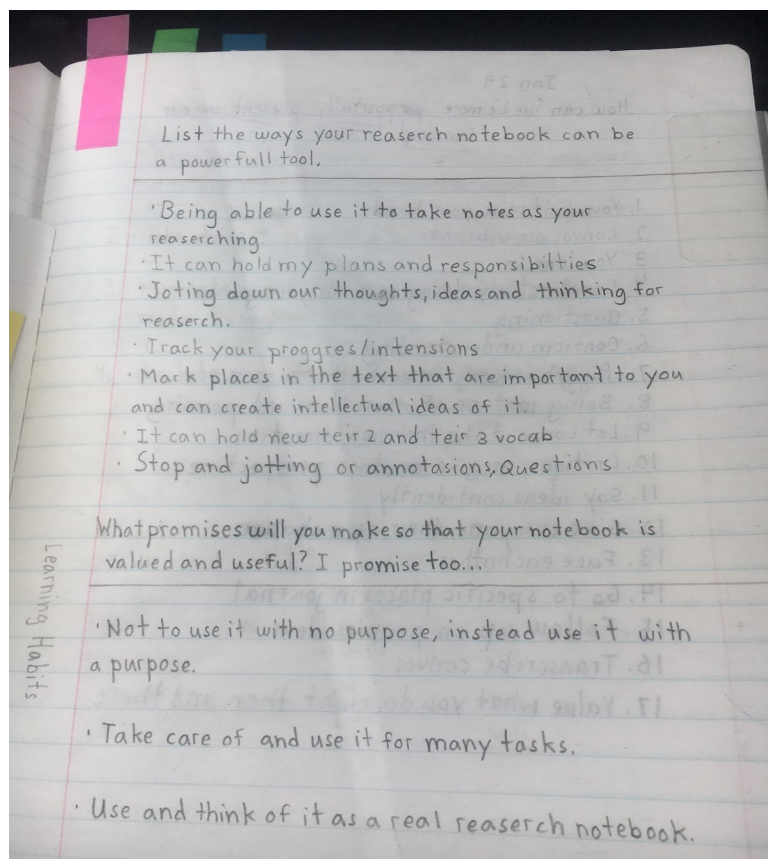 List the ways your reaserch notebook can be
a powerfull tool.
·Being able to use it to take notes as your
reaserching.
·It can hold my plans and responsibilties
·Joting down our thoughts, ideas and thinking for
reaserch.
·Track your proggres/intensions
·Mark places in the text that are important to you
and can create intellectual ideas of it.
·It can hold new teir 2 and teir 3 vocab
·Stop and jotting or annotasions, Questions
What promises will you make so that your notebook is
valued and useful? I promise too...
·Not to use it with no purpose, instead use it with
a purpose.
·Take care of and use it for many tasks.
·Use and think of it as a real reaserch notebook.
Learning Habits